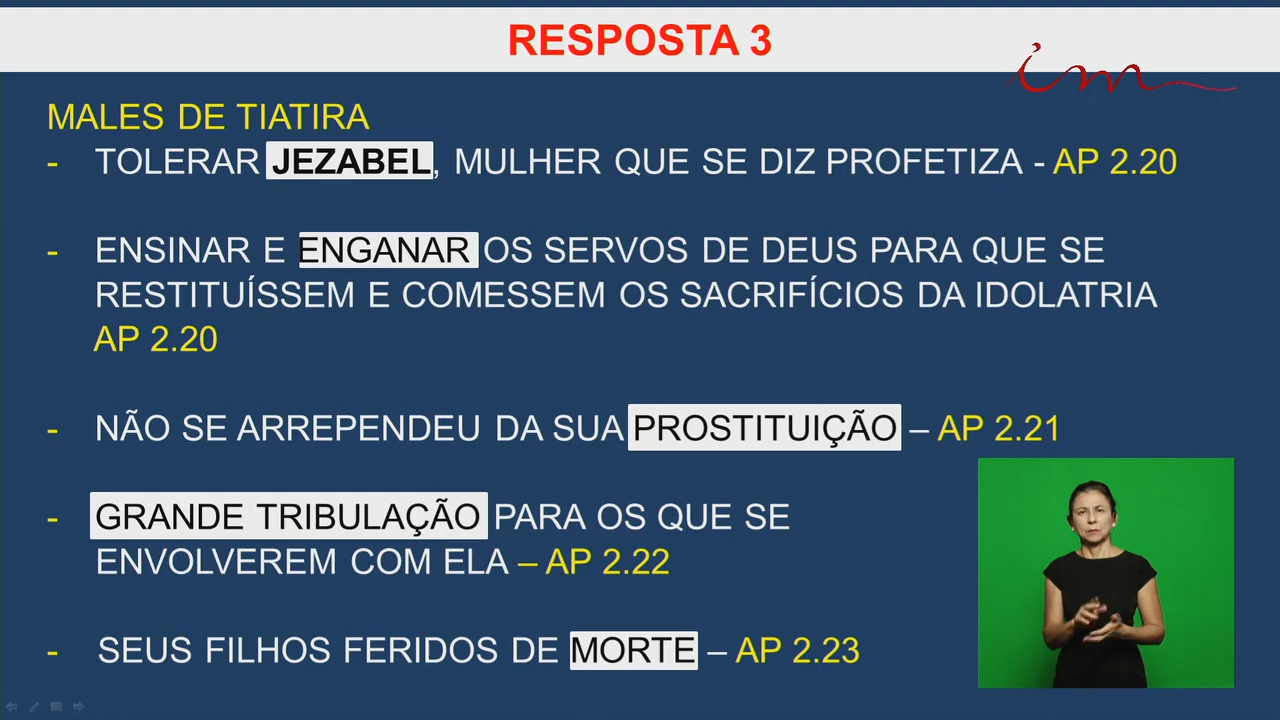 RESPOSTA 3
im
MALES DE TIATIRA
- TOLERAR JEZABEL, MULHER QUE SE DIZ PROFETIZA - AP 2.20
- ENSINAR E ENGANAR OS SERVOS DE DEUS PARA QUE SE
RESTITUÍSSEM E COMESSEM OS SACRIFÍCIOS DA IDOLATRIA
AP 2.20
- NÃO SE ARREPENDEU DA SUA PROSTITUIÇÃO – AP 2.21
- GRANDE TRIBULAÇÃO PARA OS QUE SE
ENVOLVEREM COM ELA – AP 2.22
- SEUS FILHOS FERIDOS DE MORTE – AP 2.23